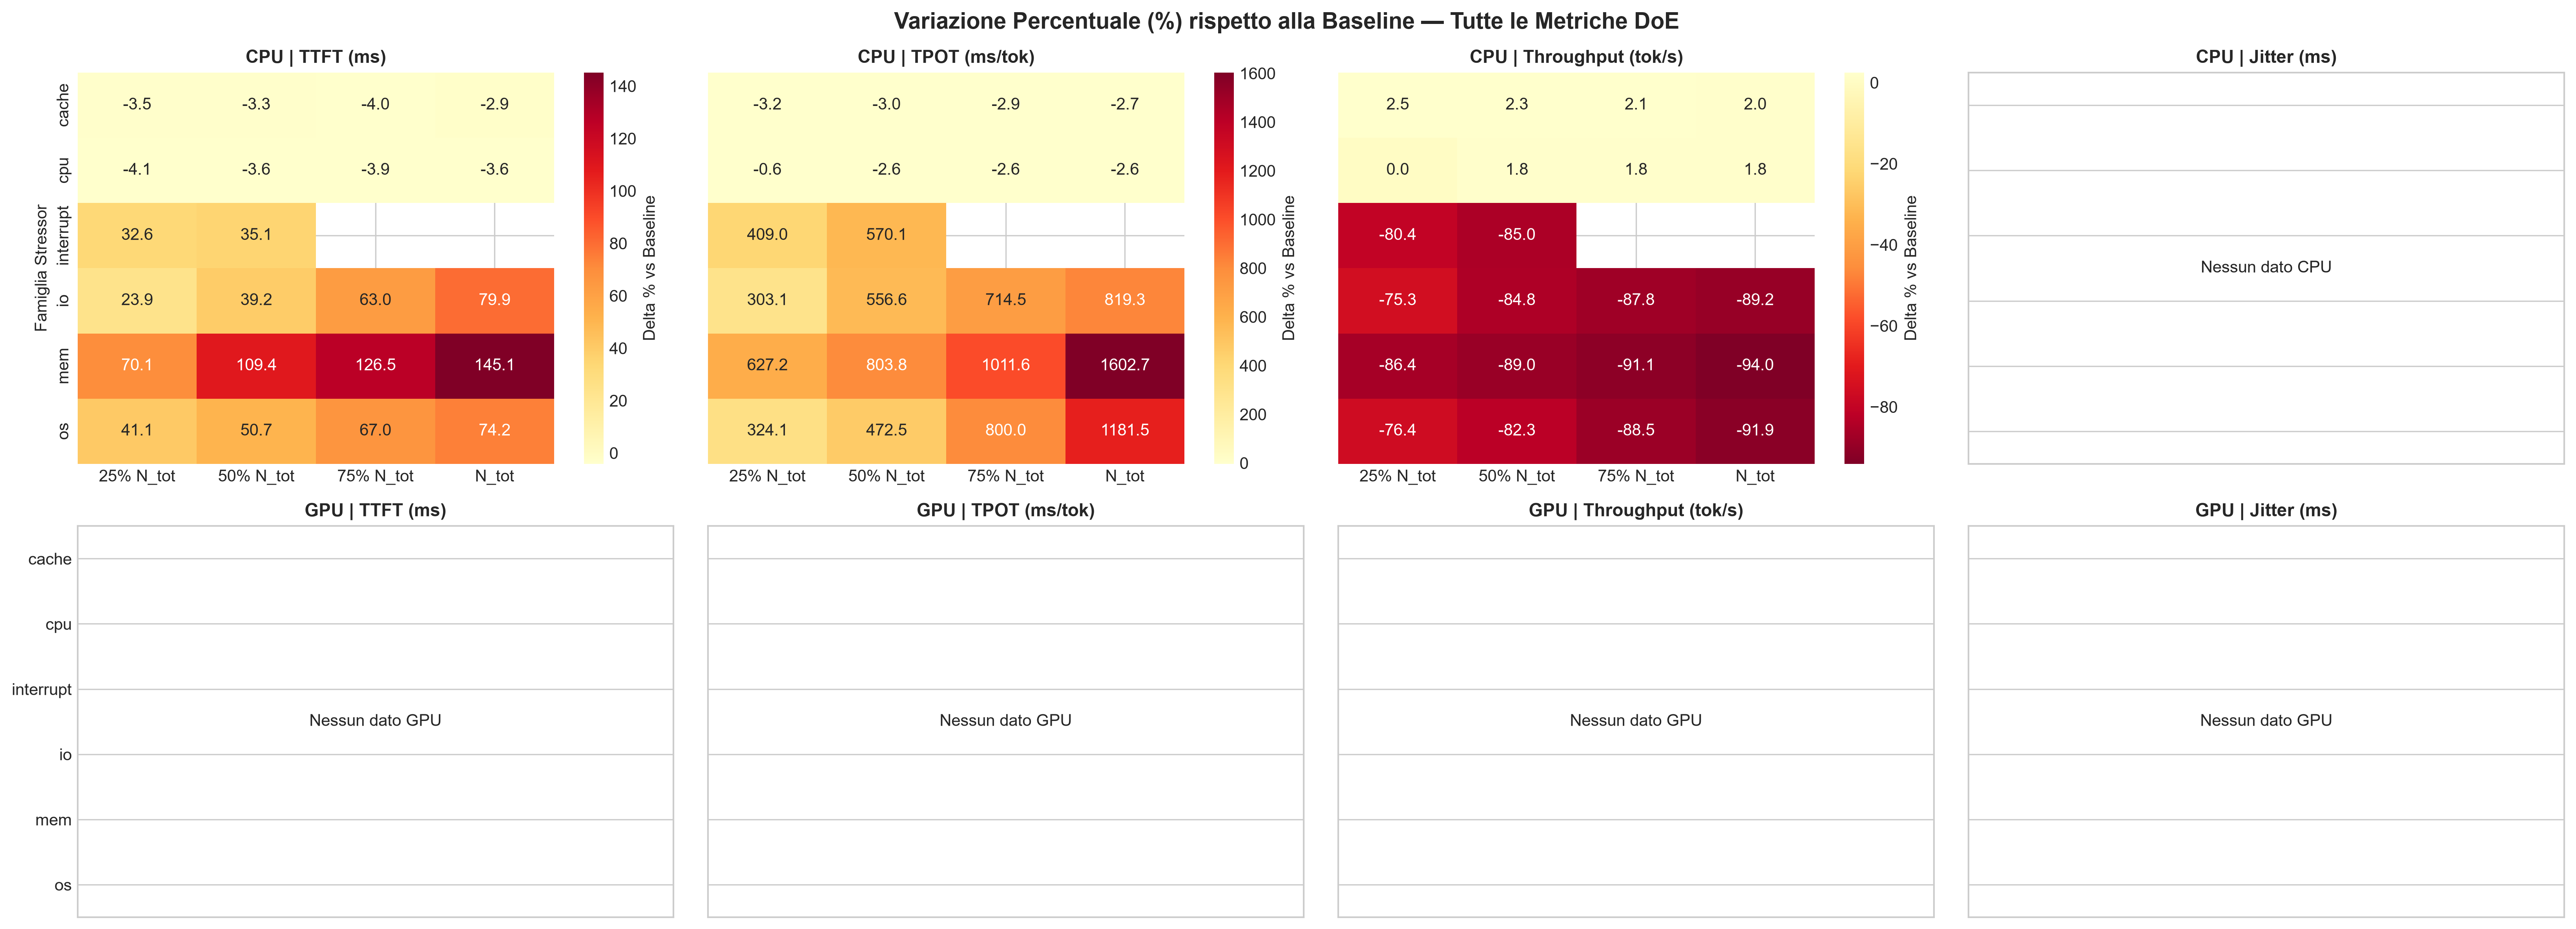 Variazione Percentuale (%) rispetto alla Baseline — Tutte le Metriche DoE
CPU | TTFT (ms)
Famiglia Stressor
cache -3.5 -3.3 -4.0 -2.9
cpu -4.1 -3.6 -3.9 -3.6
interrupt 32.6 35.1
io 23.9 39.2 63.0 79.9
mem 70.1 109.4 126.5 145.1
os 41.1 50.7 67.0 74.2
25% N_tot 50% N_tot 75% N_tot N_tot
140
120
100
80
60
40
20
0
Delta % vs Baseline
CPU | TPOT (ms/tok)
-3.2 -3.0 -2.9 -2.7
-0.6 -2.6 -2.6 -2.6
409.0 570.1
303.1 556.6 714.5 819.3
627.2 803.8 1011.6 1602.7
324.1 472.5 800.0 1181.5
25% N_tot 50% N_tot 75% N_tot N_tot
1600
1400
1200
1000
800
600
400
200
0
Delta % vs Baseline
CPU | Throughput (tok/s)
2.5 2.3 2.1 2.0
0.0 1.8 1.8 1.8
-80.4 -85.0
-75.3 -84.8 -87.8 -89.2
-86.4 -89.0 -91.1 -94.0
-76.4 -82.3 -88.5 -91.9
25% N_tot 50% N_tot 75% N_tot N_tot
0
−20
−40
−60
−80
Delta % vs Baseline
CPU | Jitter (ms)
Nessun dato CPU
GPU | TTFT (ms)
cache
cpu
interrupt
Nessun dato GPU
io
mem
os
GPU | TPOT (ms/tok)
Nessun dato GPU
GPU | Throughput (tok/s)
Nessun dato GPU
GPU | Jitter (ms)
Nessun dato GPU